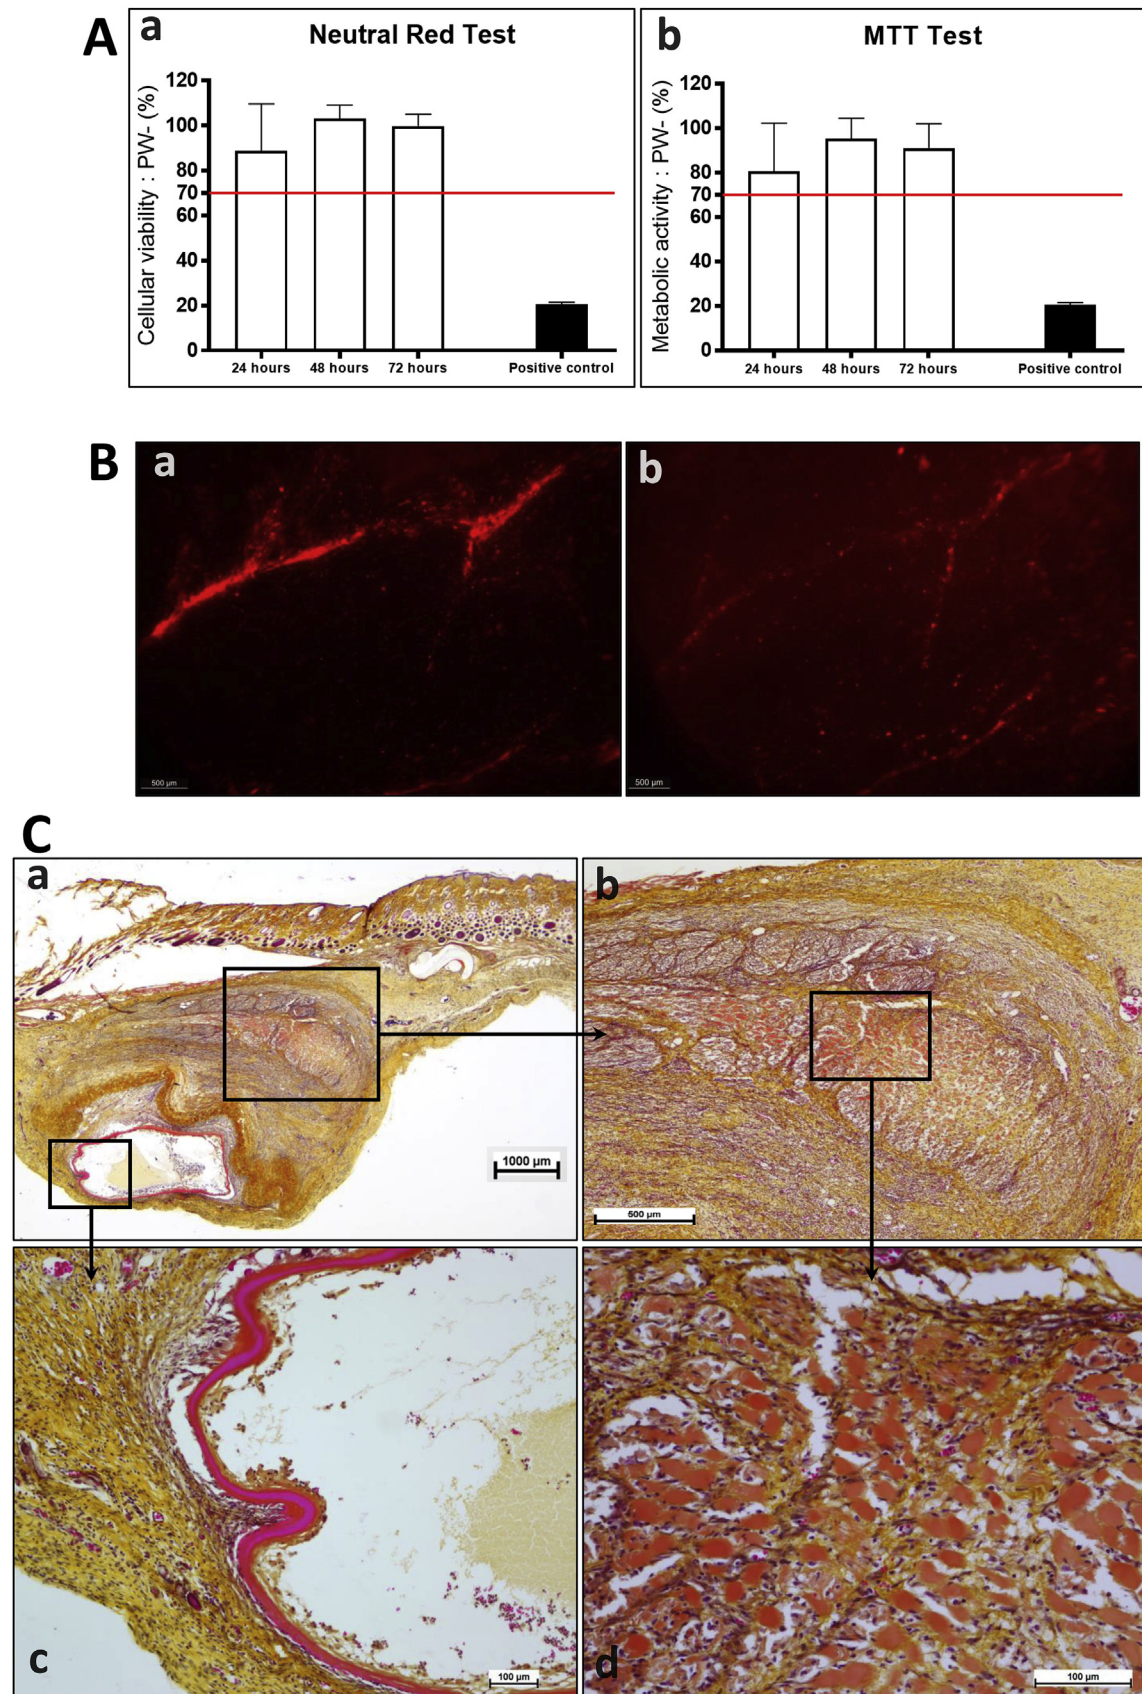 A
a
Neutral Red Test
Cellular viability : PW- (%)
120
100
80
70
60
40
20
0
24 hours
48 hours
72 hours
Positive control
b
MTT Test
Metabolic activity : PW- (%)
120
100
80
70
60
40
20
0
24 hours
48 hours
72 hours
Positive control
B
a
500 µm
b
500 µm
C
a
1000 µm
b
500 µm
c
100 µm
d
100 µm